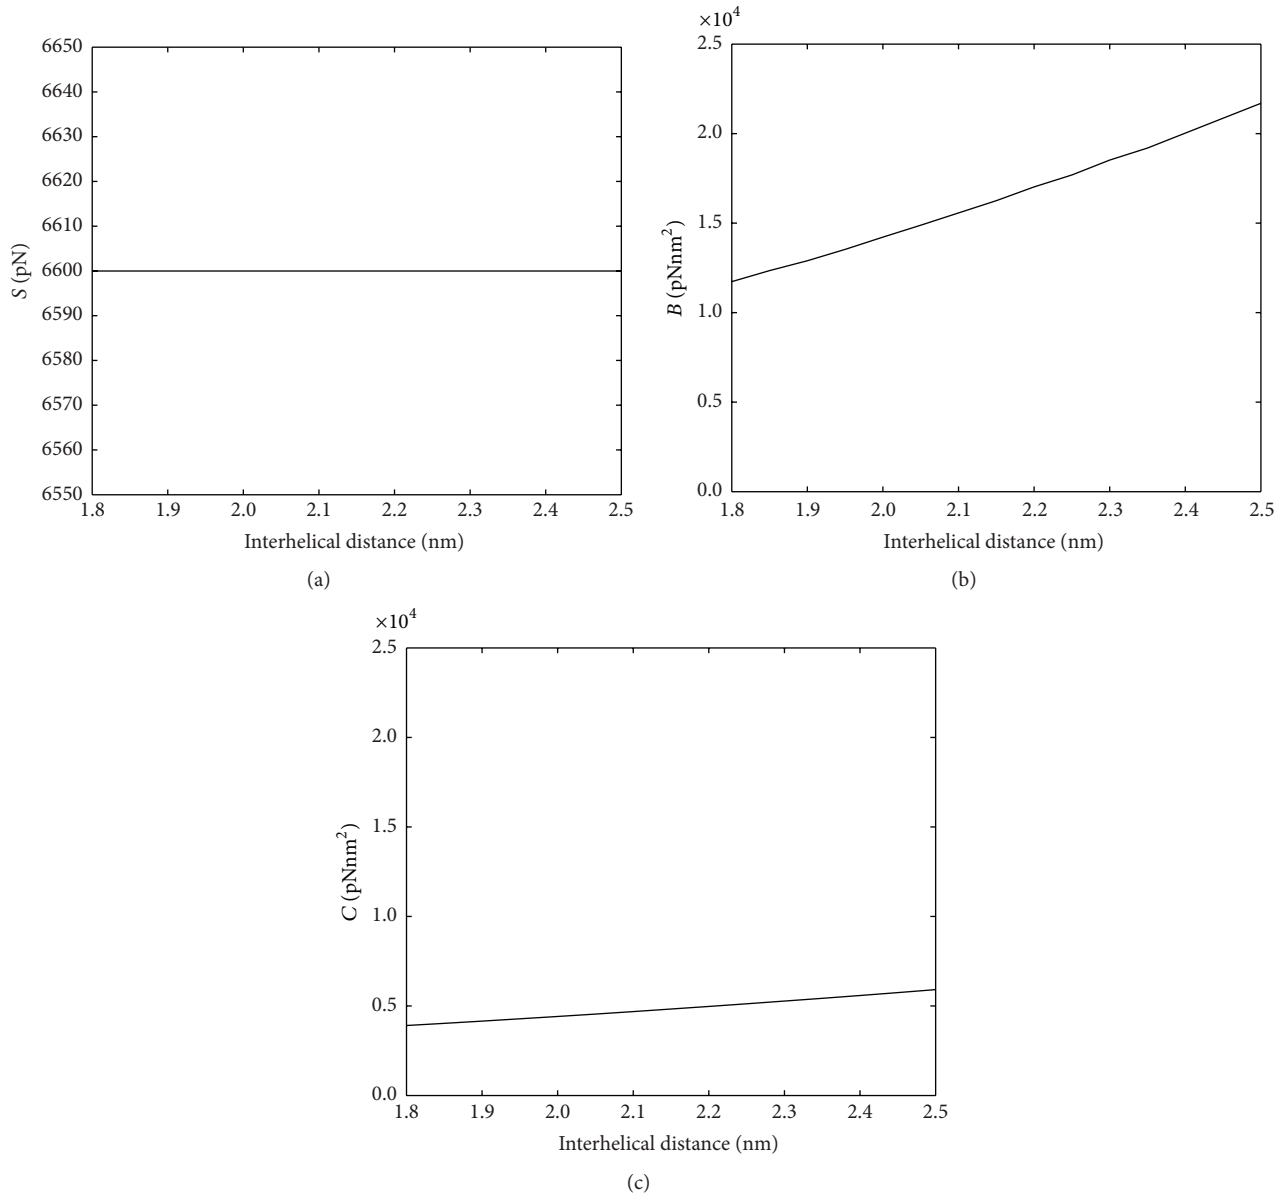 6650
6640
6630
6620
6610
6600
6590
6580
6570
6560
6550
S (pN)
1.8 1.9 2.0 2.1 2.2 2.3 2.4 2.5
Interhelical distance (nm)
(a)
×10⁴
2.5
2.0
1.5
1.0
0.5
0.0
B (pNnm²)
1.8 1.9 2.0 2.1 2.2 2.3 2.4 2.5
Interhelical distance (nm)
(b)
×10⁴
2.5
2.0
1.5
1.0
0.5
0.0
C (pNnm²)
1.8 1.9 2.0 2.1 2.2 2.3 2.4 2.5
Interhelical distance (nm)
(c)